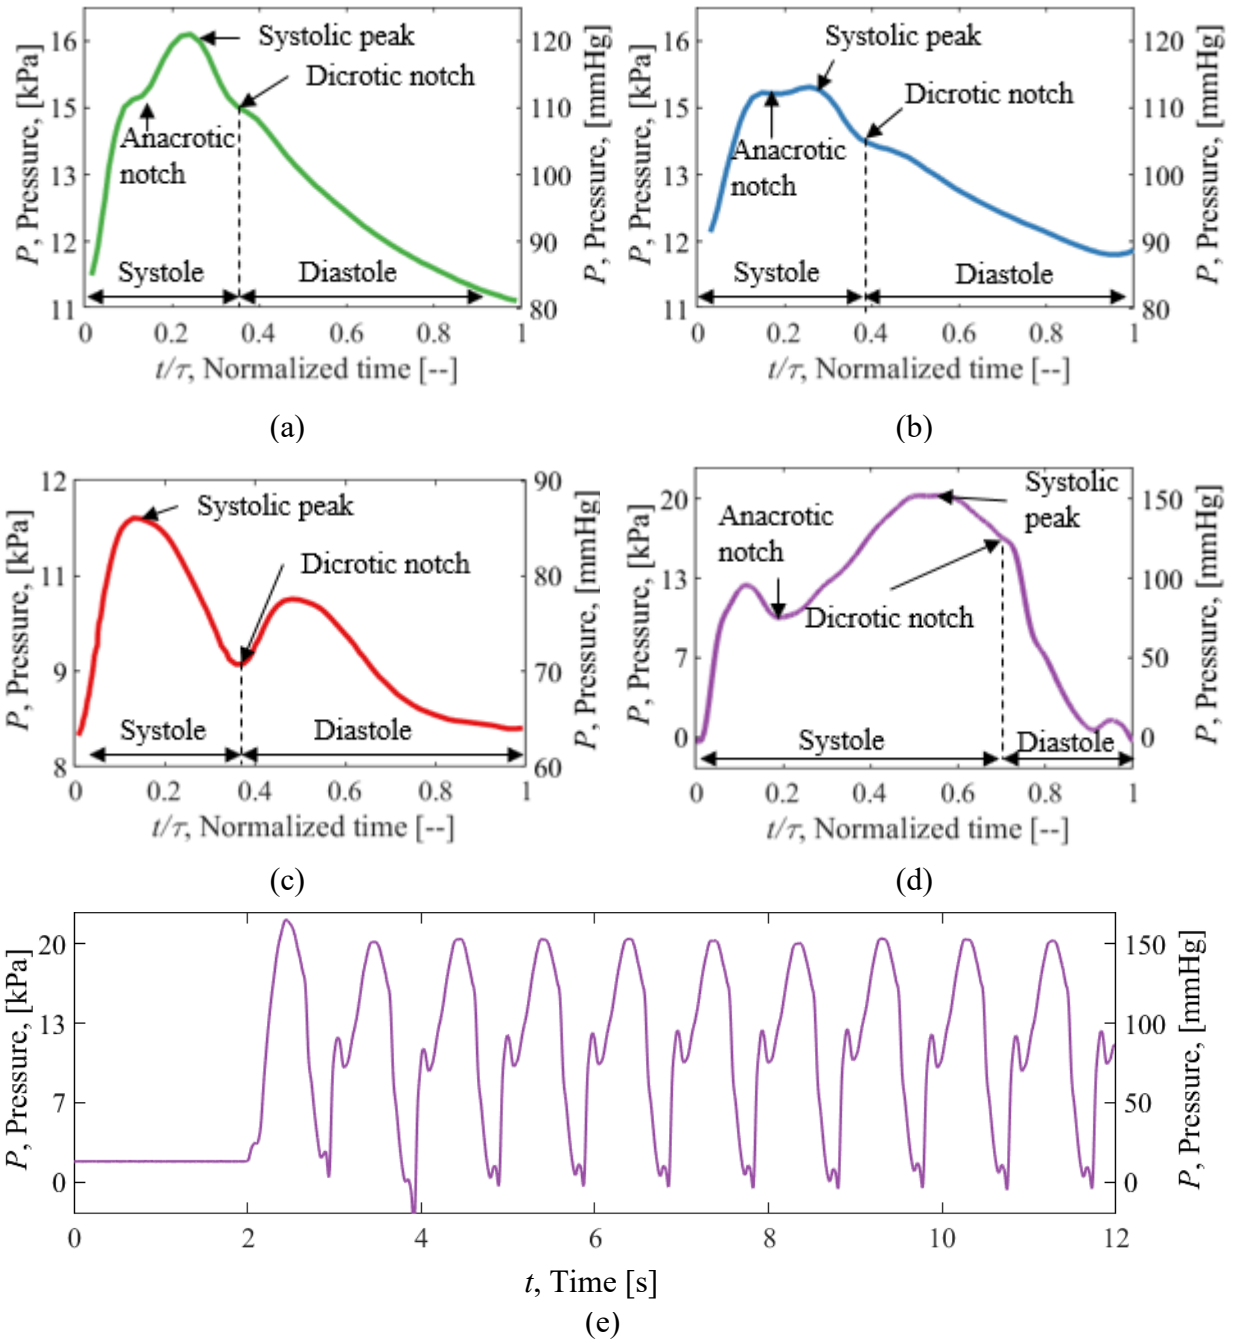 16
15
13
12
11
P, Pressure, [kPa]
Systolic peak
Dicrotic notch
Anacrotic
notch
Systole
Diastole
120
110
100
90
80
P, Pressure, [mmHg]
0 0.2 0.4 0.6 0.8 1
t/τ, Normalized time [--]
(a)
16
15
13
12
11
P, Pressure, [kPa]
Systolic peak
Dicrotic notch
Anacrotic
notch
Systole
Diastole
120
110
100
90
80
P, Pressure, [mmHg]
0 0.2 0.4 0.6 0.8 1
t/τ, Normalized time [--]
(b)
12
11
9
8
P, Pressure, [kPa]
Systolic peak
Dicrotic notch
Systole
Diastole
90
80
70
60
P, Pressure, [mmHg]
0 0.2 0.4 0.6 0.8 1
t/τ, Normalized time [--]
(c)
20
13
7
0
P, Pressure, [kPa]
Systolic
peak
Anacrotic
notch
Dicrotic notch
Systole
Diastole
150
100
50
0
P, Pressure, [mmHg]
0 0.2 0.4 0.6 0.8 1
t/τ, Normalized time [--]
(d)
20
13
7
0
P, Pressure, [kPa]
150
100
50
0
P, Pressure, [mmHg]
0 2 4 6 8 10 12
t, Time [s]
(e)